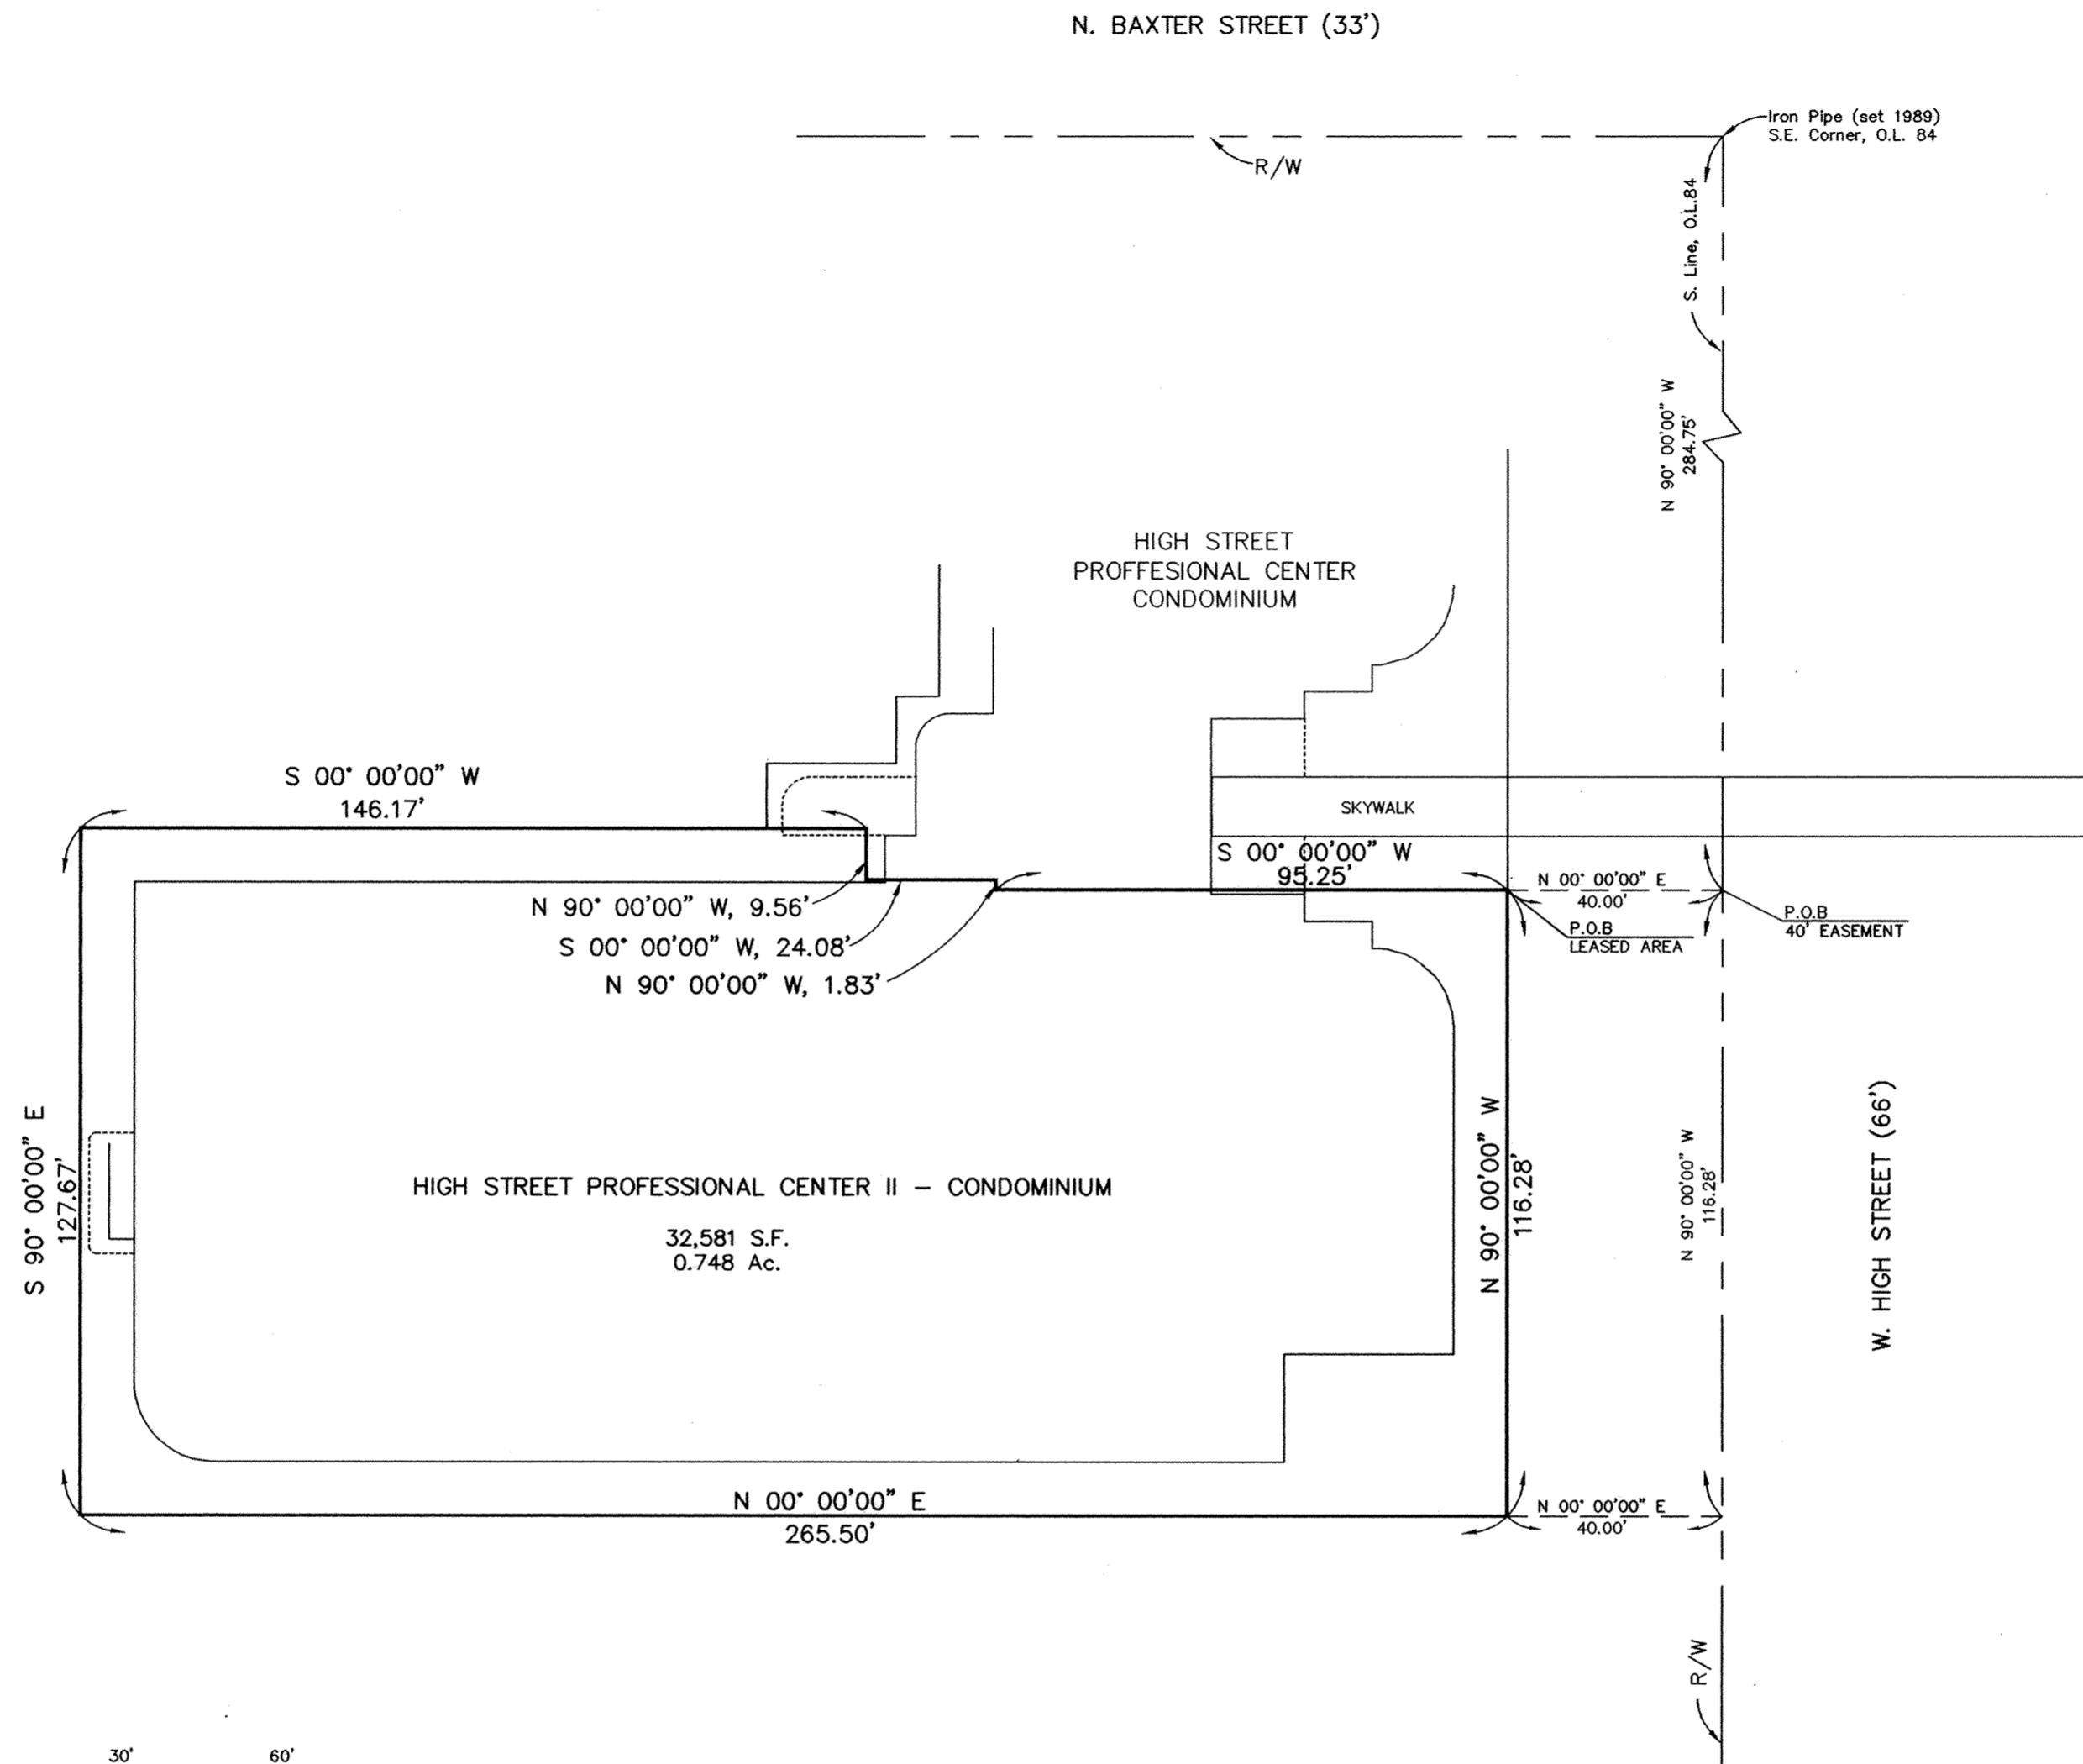 N. BAXTER STREET (33')
Iron Pipe (set 1989)
S.E. Corner, O.L. 84
R/W
S. Line, O.L.84
N 90° 00'00" W
284.75'
HIGH STREET
PROFFESIONAL CENTER
CONDOMINIUM
S 00° 00'00" W
146.17'
SKYWALK
S 00° 00'00" W
95.25'
N 00° 00'00" E
40.00'
P.O.B
40' EASEMENT
P.O.B
LEASED AREA
N 90° 00'00" W, 9.56'
S 00° 00'00" W, 24.08'
N 90° 00'00" W, 1.83'
S 90° 00'00" E
127.67'
HIGH STREET PROFESSIONAL CENTER II – CONDOMINIUM
32,581 S.F.
0.748 Ac.
N 90° 00'00" W
116.28'
N 90° 00'00" W
116.28'
W. HIGH STREET (66')
N 00° 00'00" E
265.50'
N 00° 00'00" E
40.00'
R/W
30' 60'